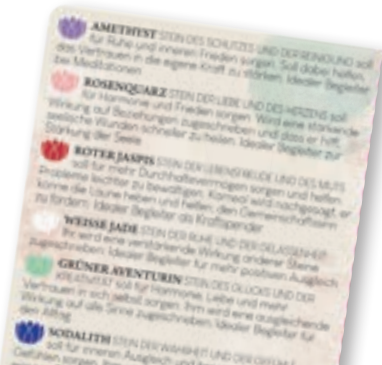 AMETHYST STEIN DES SCHUTZES UND DER REINIGUNG soll
für Ruhe und inneren Frieden sorgen. Soll dabei helfen,
das Vertrauen in die eigene Kraft zu stärken. Idealer Begleiter
bei Meditationen.
ROSENQUARZ STEIN DER LIEBE UND DES HERZENS soll
für Harmonie und Frieden sorgen. Wird eine stärkende
Wirkung auf Beziehungen zugeschrieben und dass er hilft,
seelische Wunden schneller zu heilen. Idealer Begleiter zur
Stärkung der Seele.
ROTER JASPIS STEIN DER LEBENSFREUDE UND DES MUTS
soll für mehr Durchhaltevermögen sorgen und helfen,
Probleme leichter zu bewältigen. Karneol wird nachgesagt, er
könne die Laune heben und helfen, den Gemeinschaftssinn
zu fördern. Idealer Begleiter als Kraftspender
WEISSE JADE STEIN DER RUHE UND DER GELASSENHEIT
Ihr wird eine verstärkende Wirkung anderer Steine
zugeschrieben. Idealer Begleiter für mehr positiven Ausgleich
GRÜNER AVENTURIN STEIN DES GLÜCKS UND DER
KREATIVITÄT soll für Harmonie, Liebe und mehr
Vertrauen in sich selbst sorgen. Ihm wird eine ausgleichende
Wirkung auf alle Sinne zugeschrieben. Idealer Begleiter für
den Alltag
SODALITH STEIN DER WAHRHEIT UND DER
soll für inneren Ausgleich und
Gefühlen sorgen. Ihm